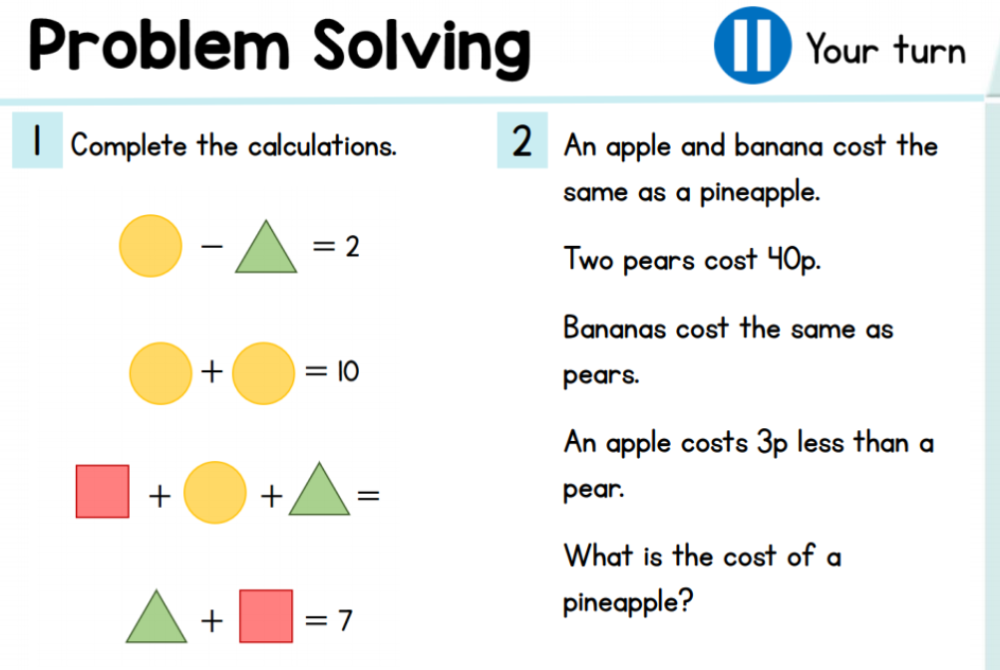 Problem Solving
Your turn
1 Complete the calculations.
− = 2
+ = 10
+ + =
+ = 7
2 An apple and banana cost the
same as a pineapple.
Two pears cost 40p.
Bananas cost the same as
pears.
An apple costs 3p less than a
pear.
What is the cost of a
pineapple?